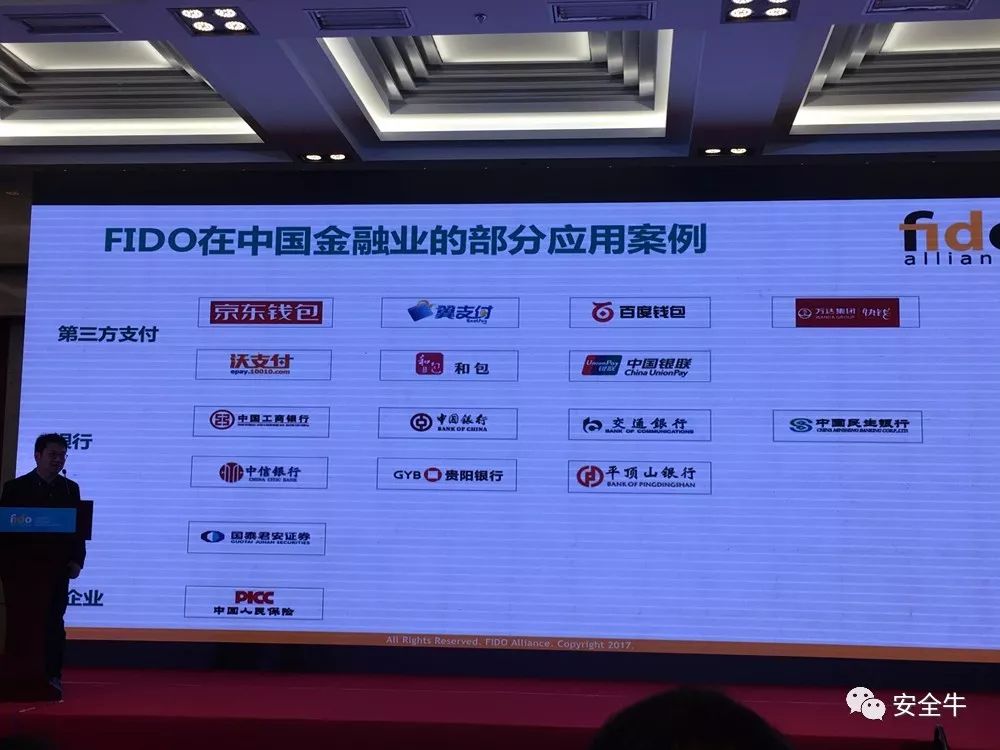 FIDO在中国金融业的部分应用案例
fido
allian
第三方支付
京东钱包
翼支付
百度钱包
万达集团 快钱
WANDA GROUP
沃支付
epay.10010.com
和包
和包
UnionPay
银联
中国银联
China UnionPay
银行
中国工商银行
中国银行
BANK OF CHINA
交通银行
BANK OF COMMUNICATIONS
中国民生银行
CHINA MINSHENG BANKING CORP.,LTD.
中信银行
CHINA CITIC BANK
GYB 贵阳银行
平顶山银行
BANK OF PINGDINGSHAN
国泰君安证券
GUOTAI JUNAN SECURITIES
企业
PICC
中国人民保险
fido
All Rights Reserved. FIDO Alliance. Copyright 2017.
安全牛